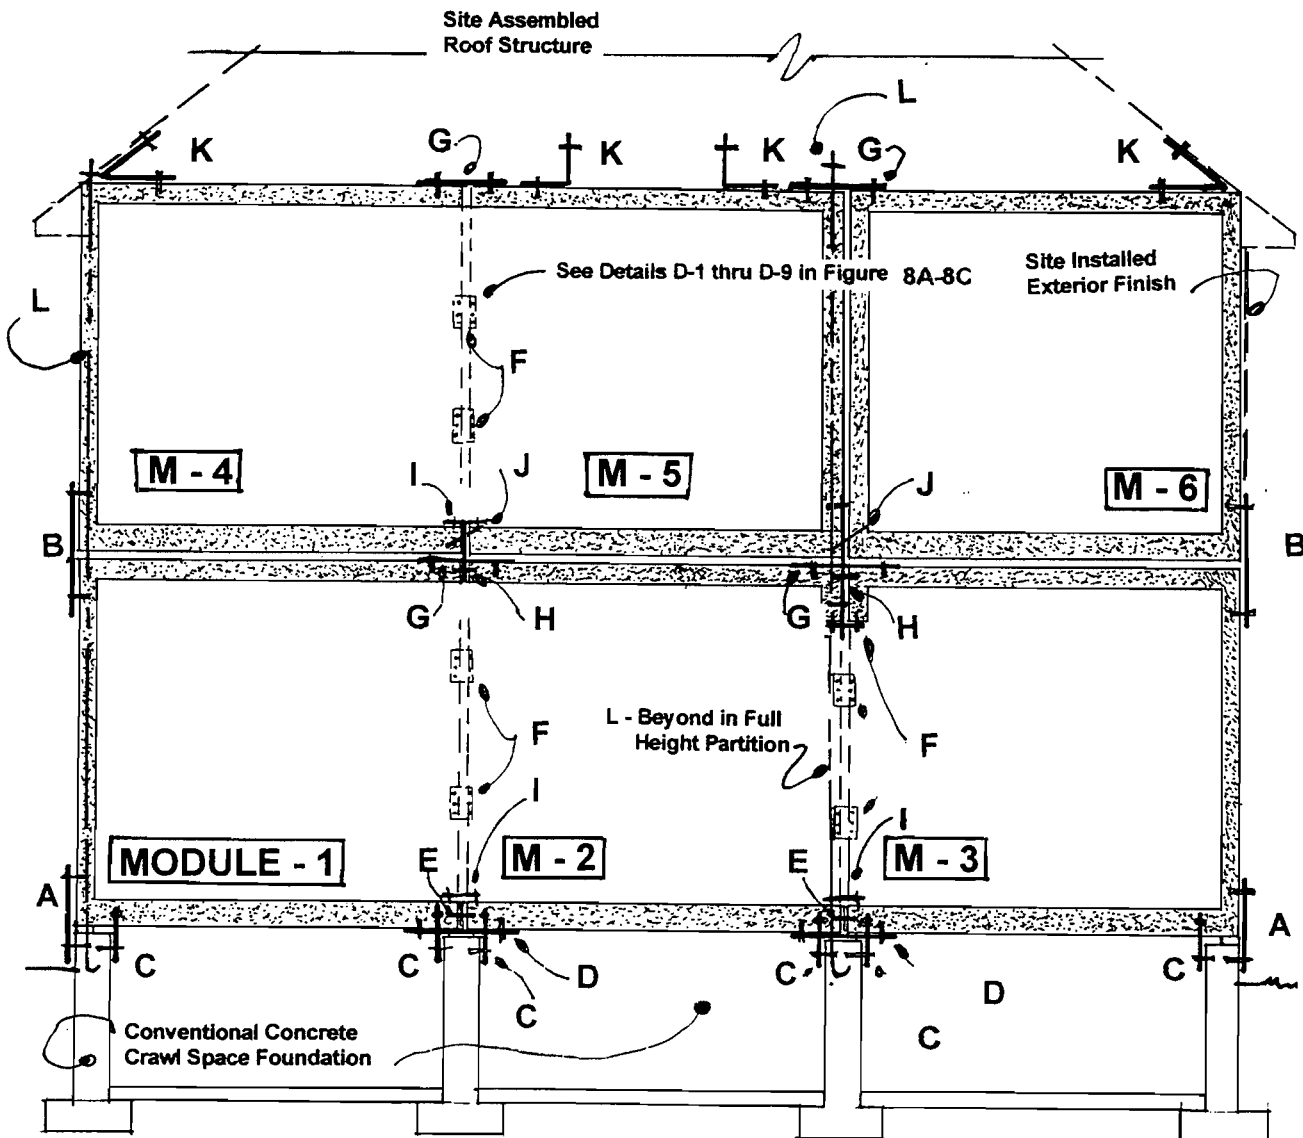 Site Assembled
Roof Structure
L
G
K
K
K
G
K
See Details D-1 thru D-9 in Figure 8A-8C
Site Installed
Exterior Finish
L
F
M - 4
I
J
M - 5
J
M - 6
B
B
G
H
G
H
L - Beyond in Full
Height Partition
F
F
I
MODULE - 1
E
M - 2
E
I
M - 3
A
A
C
C
D
C
C
C
D
C
Conventional Concrete
Crawl Space Foundation